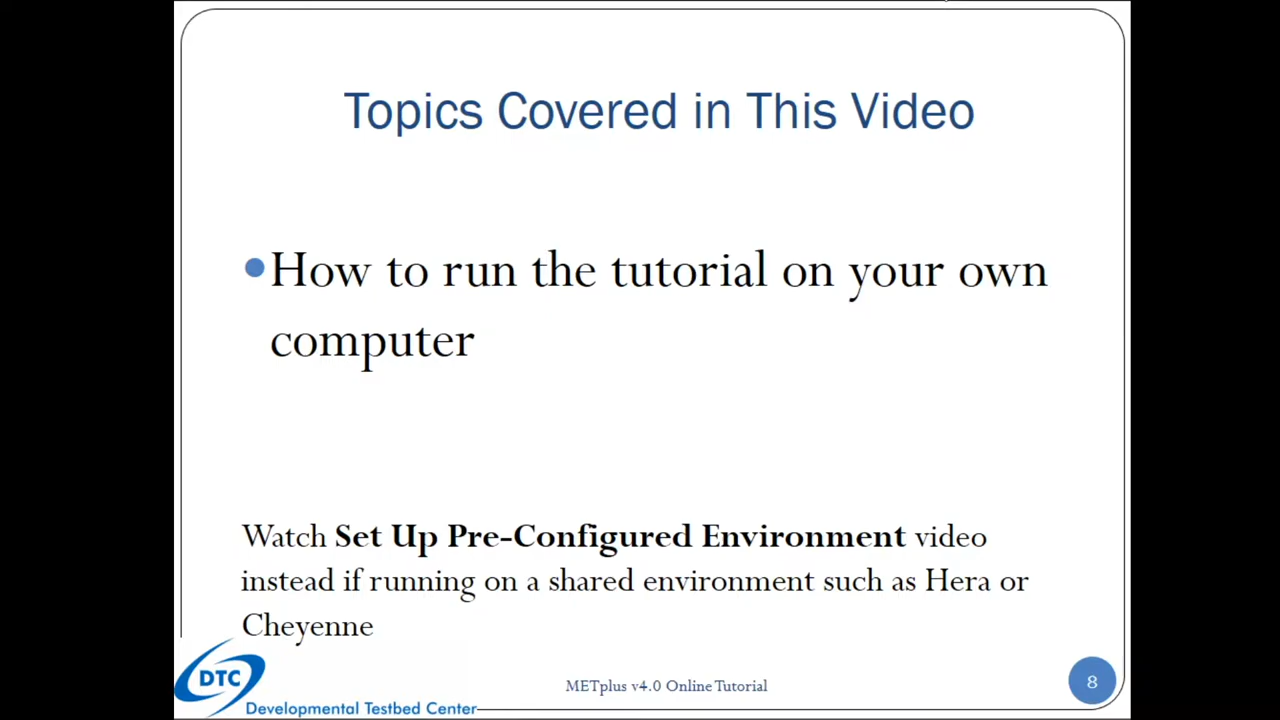 Topics Covered in This Video
How to run the tutorial on your own
computer
Watch Set Up Pre-Configured Environment video
instead if running on a shared environment such as Hera or
Cheyenne
DTC
Developmental Testbed Center
METplus v4.0 Online Tutorial
8